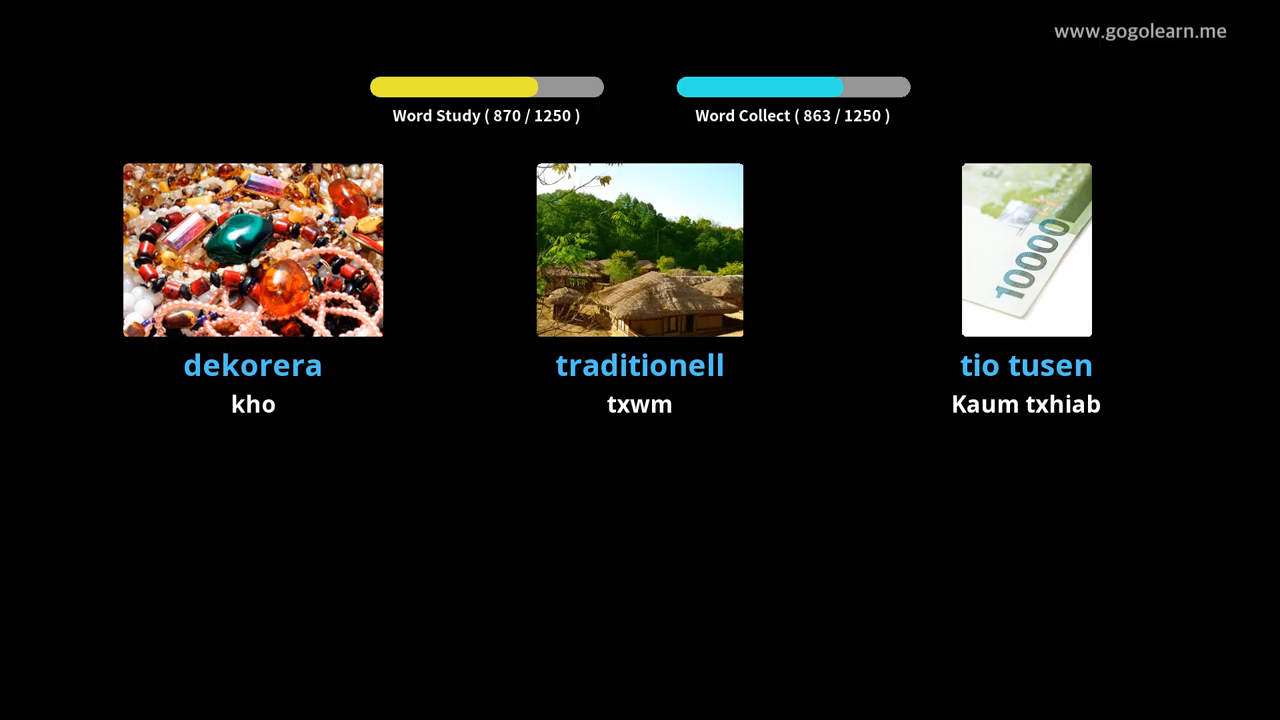 www.gogolearn.me
Word Study ( 870 / 1250 )
Word Collect ( 863 / 1250 )
10000
dekorera
traditionell
tio tusen
kho
txwm
Kaum txhiab